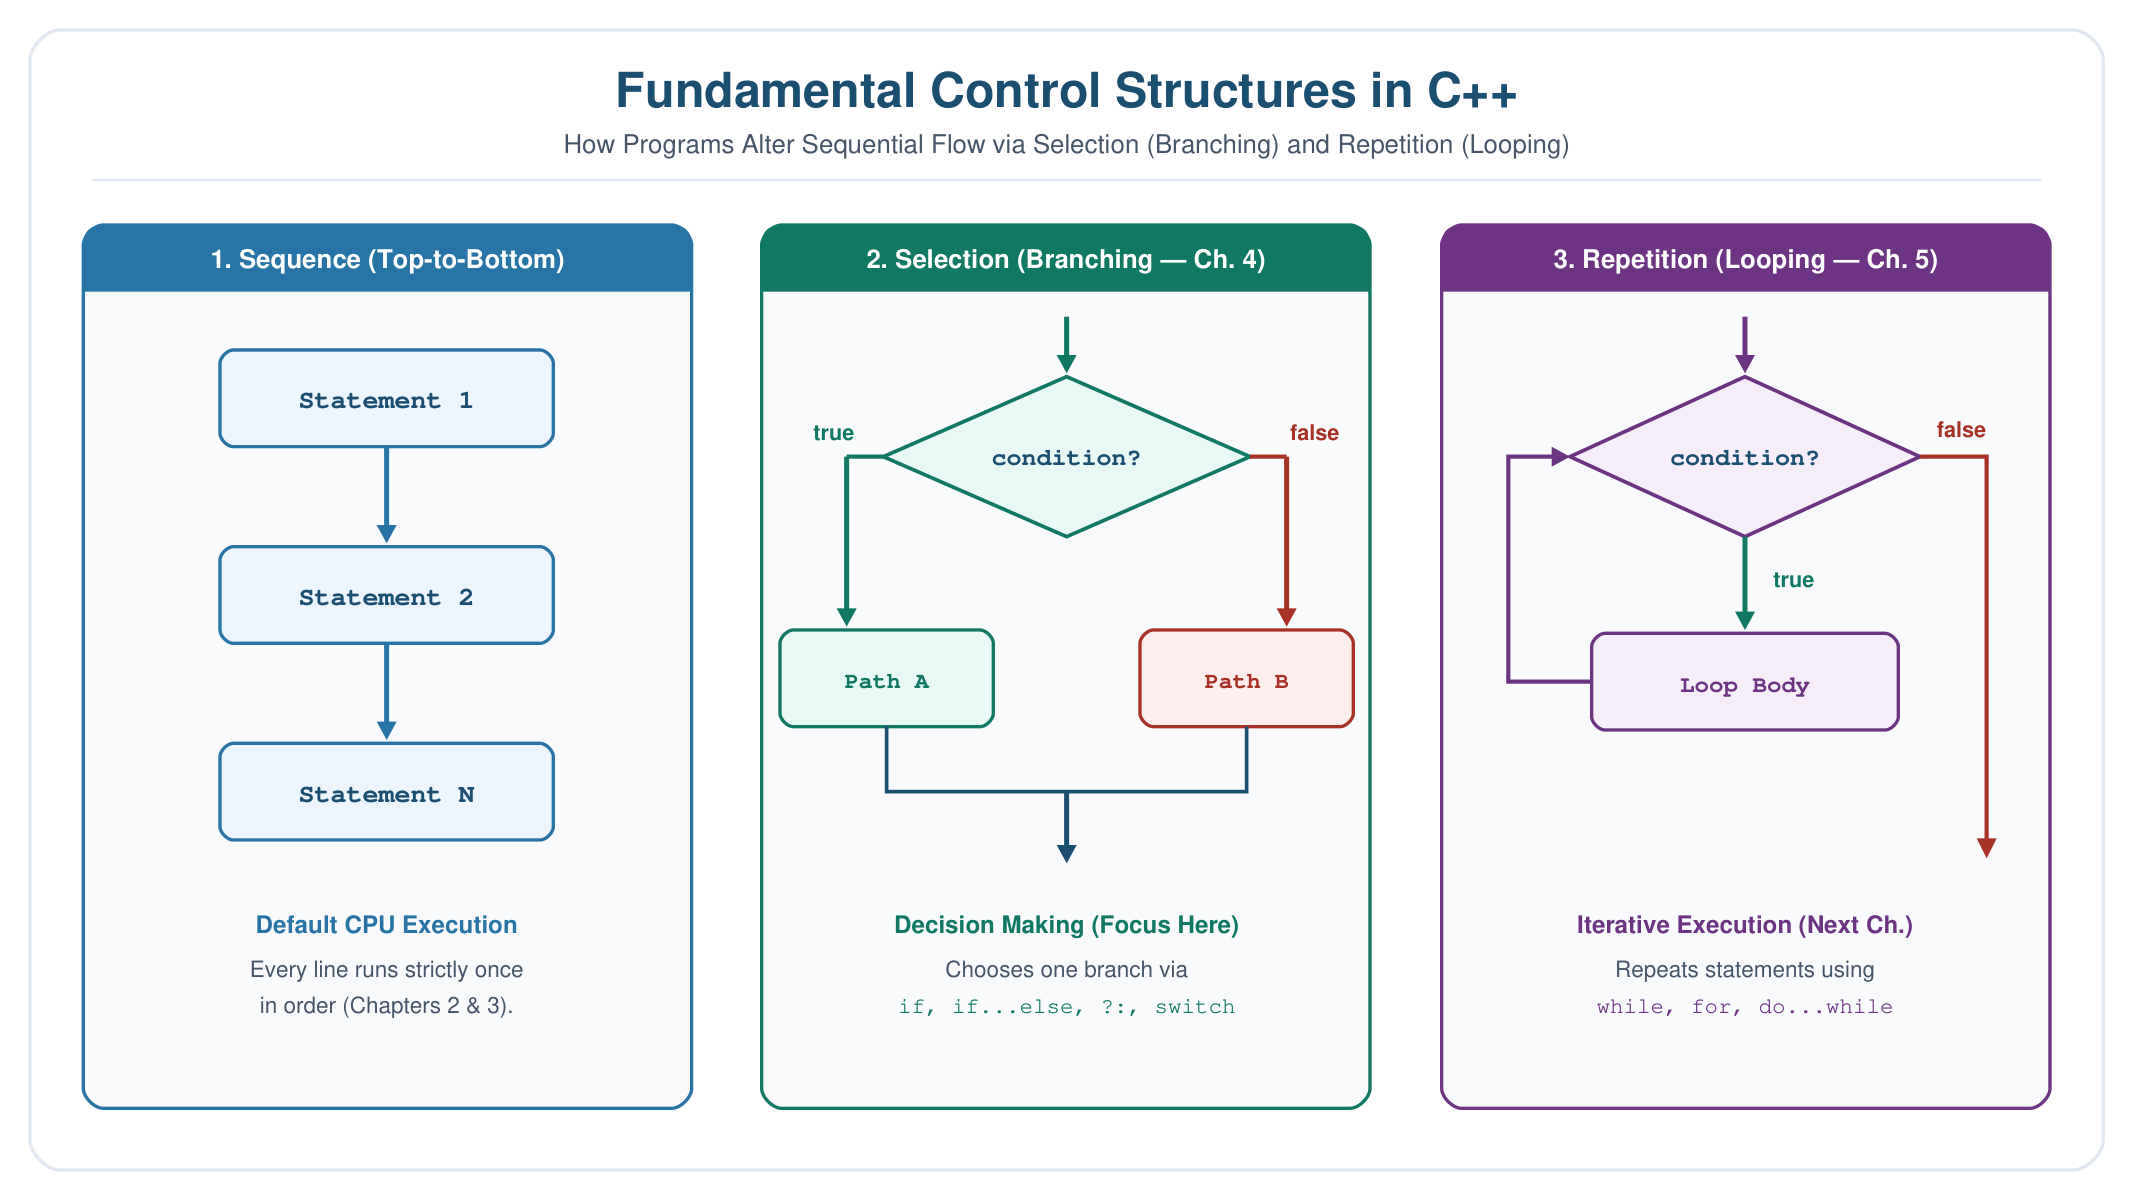 Fundamental Control Structures in C++
How Programs Alter Sequential Flow via Selection (Branching) and Repetition (Looping)
1. Sequence (Top-to-Bottom)
Statement 1
Statement 2
Statement N
Default CPU Execution
Every line runs strictly once
in order (Chapters 2 & 3).
2. Selection (Branching — Ch. 4)
condition?
true
false
Path A
Path B
Decision Making (Focus Here)
Chooses one branch via
if, if...else, ?:, switch
3. Repetition (Looping — Ch. 5)
condition?
false
true
Loop Body
Iterative Execution (Next Ch.)
Repeats statements using
while, for, do...while